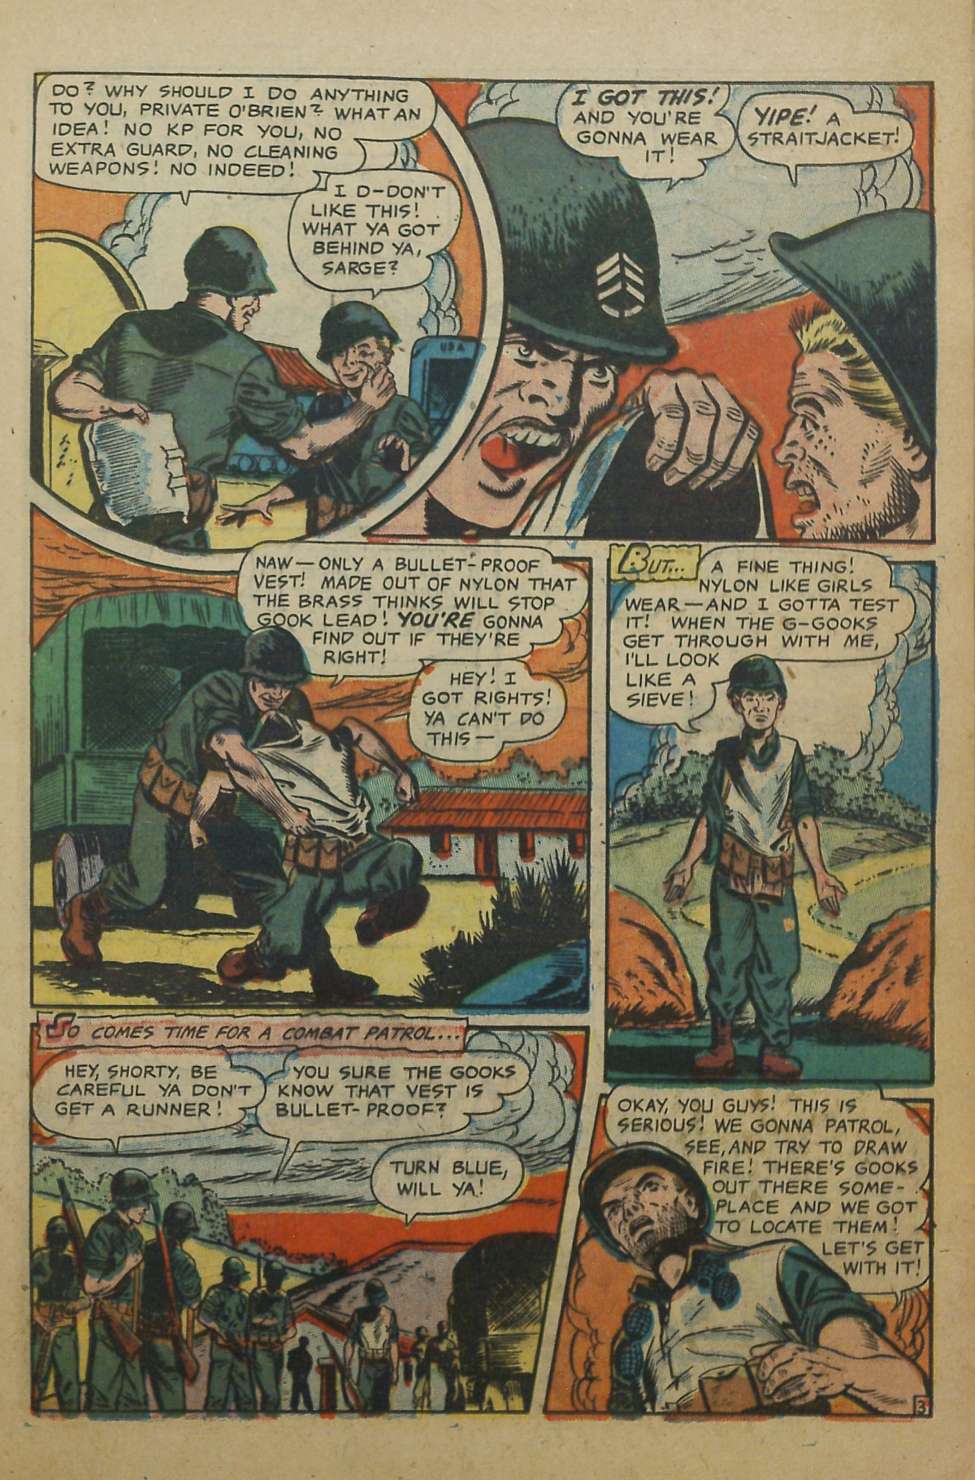 DO? WHY SHOULD I DO ANYTHING
TO YOU, PRIVATE O'BRIEN? WHAT AN
IDEA! NO KP FOR YOU, NO
EXTRA GUARD, NO CLEANING
WEAPONS! NO INDEED!
I D-DON'T
LIKE THIS!
WHAT YA GOT
BEHIND YA,
SARGE?
USA
I GOT THIS!
AND YOU'RE
GONNA WEAR
IT!
YIPE! A
STRAITJACKET!
NAW—ONLY A BULLET-PROOF
VEST! MADE OUT OF NYLON THAT
THE BRASS THINKS WILL STOP
GOOK LEAD! YOU'RE GONNA
FIND OUT IF THEY'RE
RIGHT!
HEY! I
GOT RIGHTS!
YA CAN'T DO
THIS—
BUT...
A FINE THING!
NYLON LIKE GIRLS
WEAR—AND I GOTTA TEST
IT! WHEN THE G-GOOKS
GET THROUGH WITH ME,
I'LL LOOK
LIKE A
SIEVE!
SO COMES TIME FOR A COMBAT PATROL...
HEY, SHORTY, BE
CAREFUL YA DON'T
GET A RUNNER!
YOU SURE THE GOOKS
KNOW THAT VEST IS
BULLET-PROOF?
TURN BLUE,
WILL YA!
OKAY, YOU GUYS! THIS IS
SERIOUS! WE GONNA PATROL,
SEE, AND TRY TO DRAW
FIRE! THERE'S GOOKS
OUT THERE SOME-
PLACE AND WE GOT
TO LOCATE THEM!
LET'S GET
WITH IT!
3